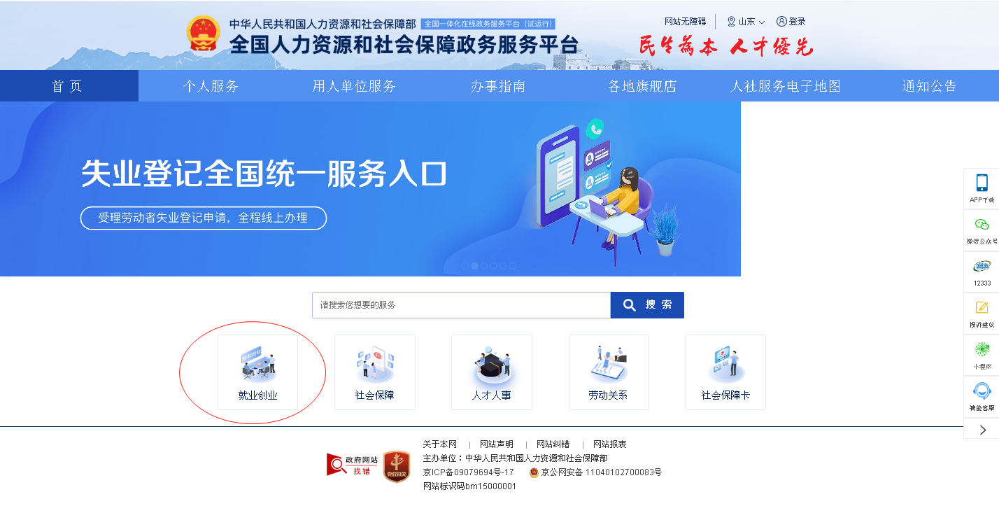 中华人民共和国人力资源和社会保障部 全国一体化在线政务服务平台（试运行）
全国人力资源和社会保障政务服务平台
网站无障碍 山东 登录
民生為本 人才優先
首 页 个人服务 用人单位服务 办事指南 各地旗舰店 人社服务电子地图 通知公告
失业登记全国统一服务入口
受理劳动者失业登记申请，全程线上办理
APP下载
微信公众号
12333
投诉建议
小程序
智能客服
请搜索您想要的服务 搜 索
就业创业
就业创业 社会保障 人才人事 劳动关系 社会保障卡
政府网站
找错
党政机关
关于本网 | 网站声明 | 网站纠错 | 网站报表
主办单位：中华人民共和国人力资源和社会保障部
京ICP备09079694号-17 京公网安备 11040102700083号
网站标识码bm15000001